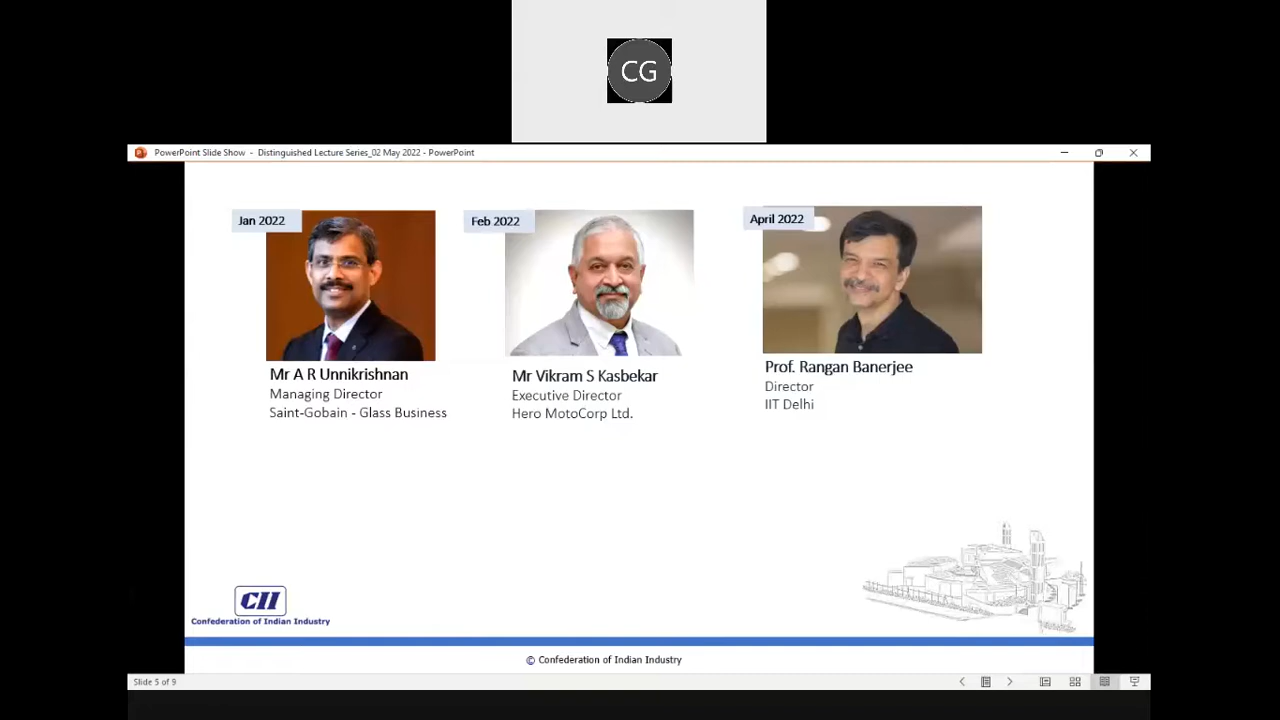 CG
PowerPoint Slide Show - Distinguished Lecture Series_02 May 2022 - PowerPoint
Jan 2022
Mr A R Unnikrishnan
Managing Director
Saint-Gobain - Glass Business
Feb 2022
Mr Vikram S Kasbekar
Executive Director
Hero MotoCorp Ltd.
April 2022
Prof. Rangan Banerjee
Director
IIT Delhi
CII
Confederation of Indian Industry
© Confederation of Indian Industry
Slide 5 of 9